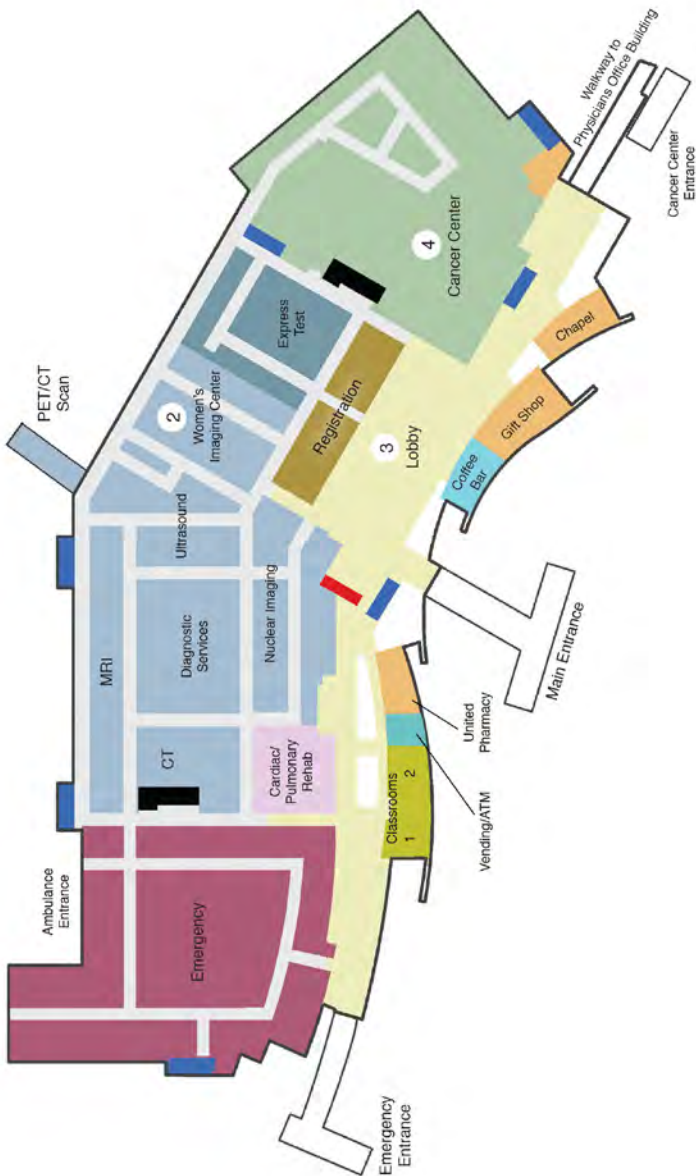 Ambulance
Entrance
PET/CT
Scan
MRI
2
Women's
Imaging Center
Express
Test
Ultrasound
Diagnostic
Services
CT
Nuclear Imaging
Cardiac/
Pulmonary
Rehab
Emergency
Registration
4
Cancer Center
3
Lobby
Coffee
Bar
Gift Shop
Chapel
Walkway to
Physicians Office Building
Cancer Center
Entrance
Classrooms
1
2
Vending/ATM
United
Pharmacy
Main Entrance
Emergency
Entrance